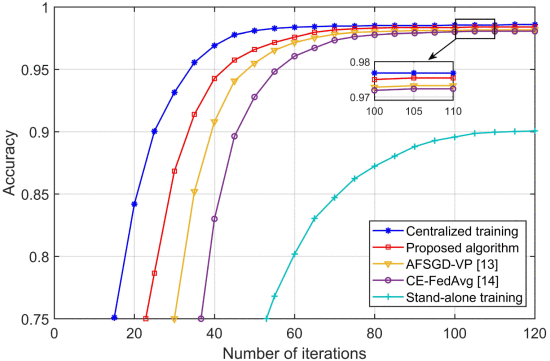 1
0.95
0.9
0.85
0.8
0.75
Accuracy
0.98
0.97
100 105 110
Centralized training
Proposed algorithm
AFSGD-VP [13]
CE-FedAvg [14]
Stand-alone training
0 20 40 60 80 100 120
Number of iterations